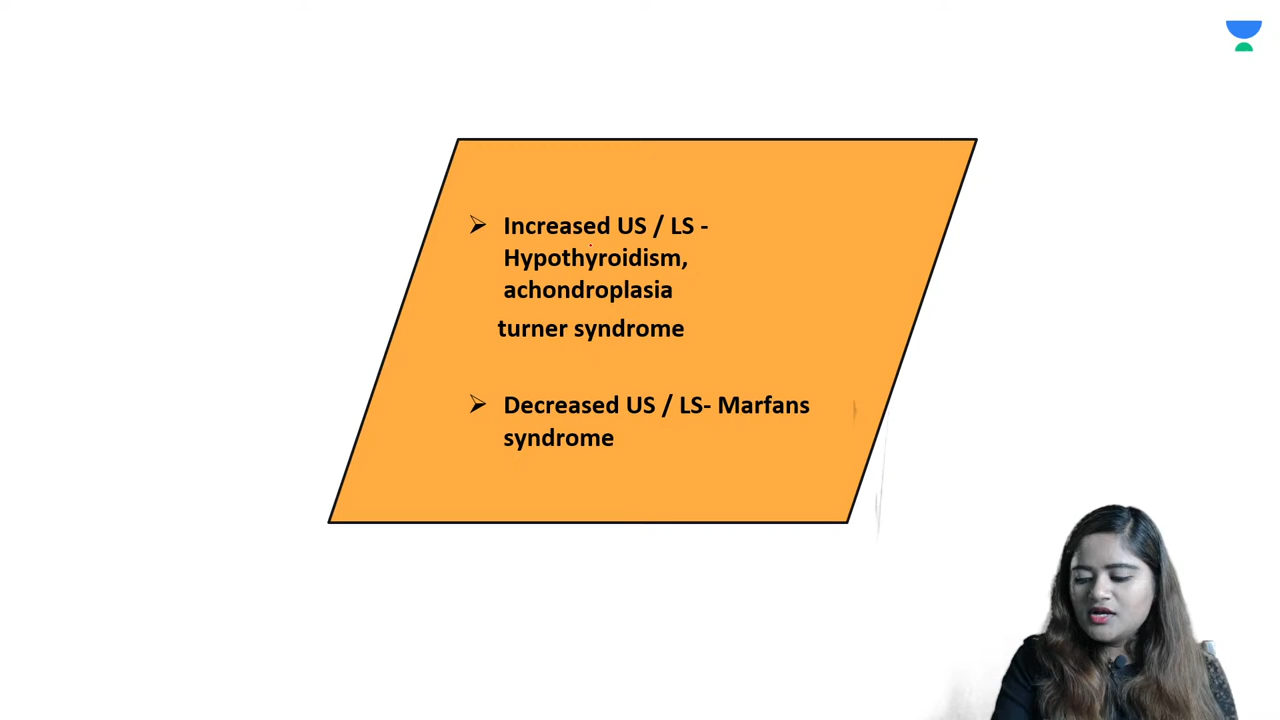 Increased US / LS -
Hypothyroidism,
achondroplasia
turner syndrome
Decreased US / LS- Marfans
syndrome